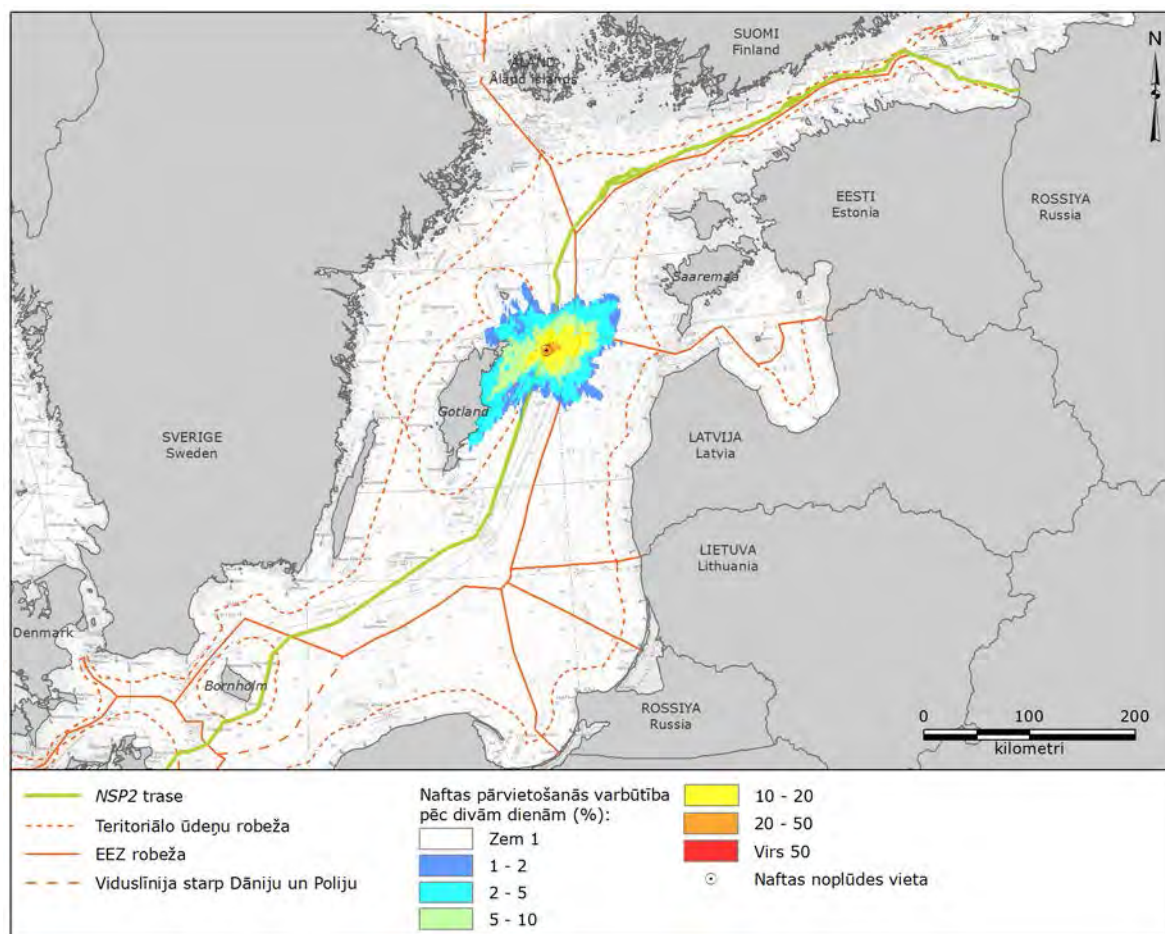 SUOMI
Finland
N
ÅLAND
Åland Islands
EESTI
Estonia
ROSSIYA
Russia
Saaremaa
Gotland
SVERIGE
Sweden
LATVIJA
Latvia
LIETUVA
Lithuania
Denmark
Bornholm
ROSSIYA
Russia
0 100 200
kilometri
NSP2 trase
Teritoriālo ūdeņu robeža
EEZ robeža
Viduslīnija starp Dāniju un Poliju
Naftas pārvietošanās varbūtība
pēc divām dienām (%):
Zem 1
1 - 2
2 - 5
5 - 10
10 - 20
20 - 50
Virs 50
Naftas noplūdes vieta